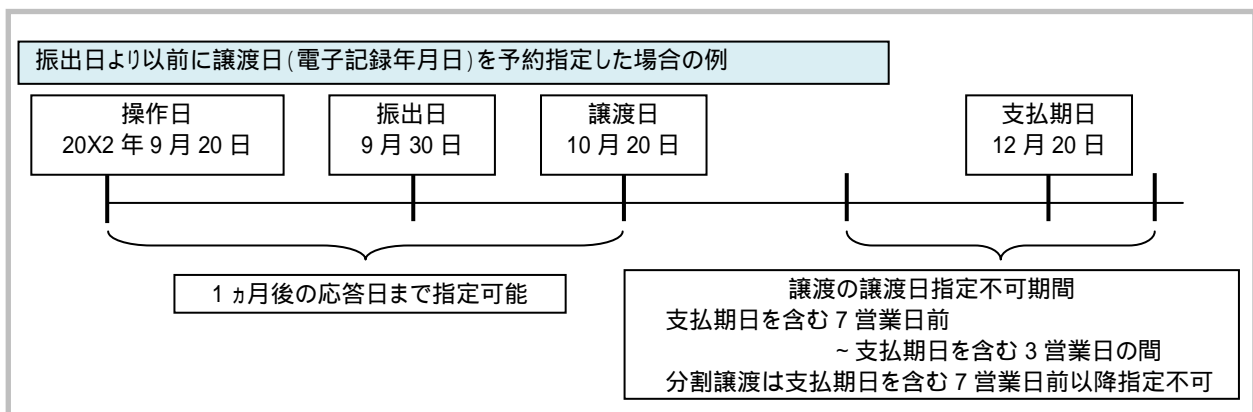 振出日より以前に譲渡日(電子記録年月日)を予約指定した場合の例
操作日
20X2 年 9 月 20 日
振出日
9 月 30 日
譲渡日
10 月 20 日
支払期日
12 月 20 日
1 ヵ月後の応答日まで指定可能
譲渡の譲渡日指定不可期間
支払期日を含む 7 営業日前
~ 支払期日を含む 3 営業日の間
分割譲渡は支払期日を含む 7 営業日前以降指定不可